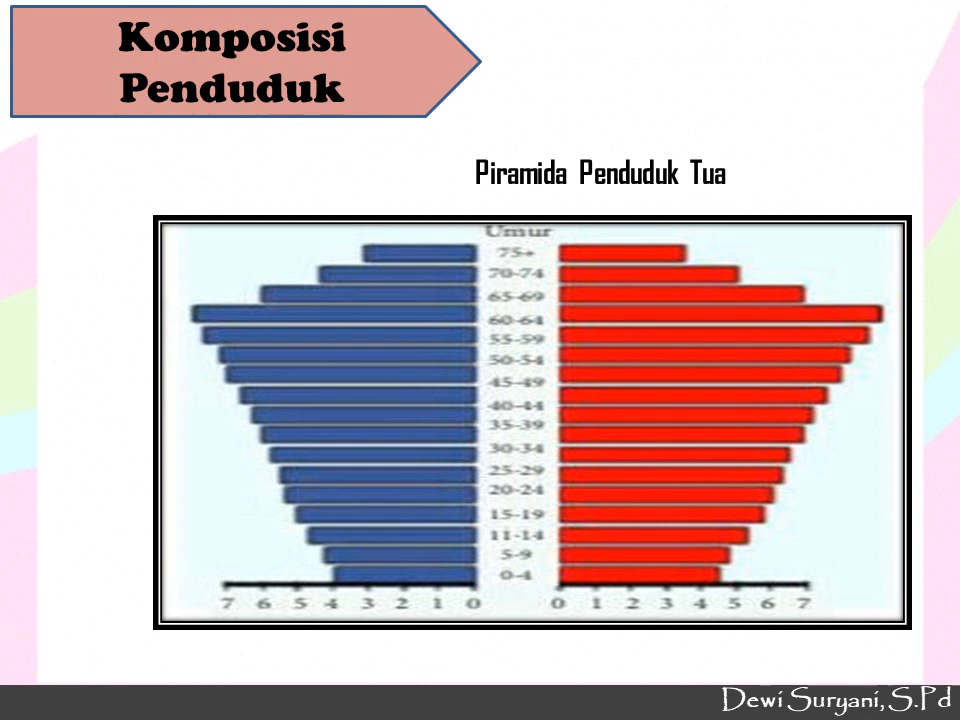 Komposisi
Penduduk
Piramida Penduduk Tua
Umur
75+
70-74
65-69
60-64
55-59
50-54
45-49
40-44
35-39
30-34
25-29
20-24
15-19
11-14
5-9
0-4
7 6 5 4 3 2 1 0 0 1 2 3 4 5 6 7
Dewi Suryani, S.Pd